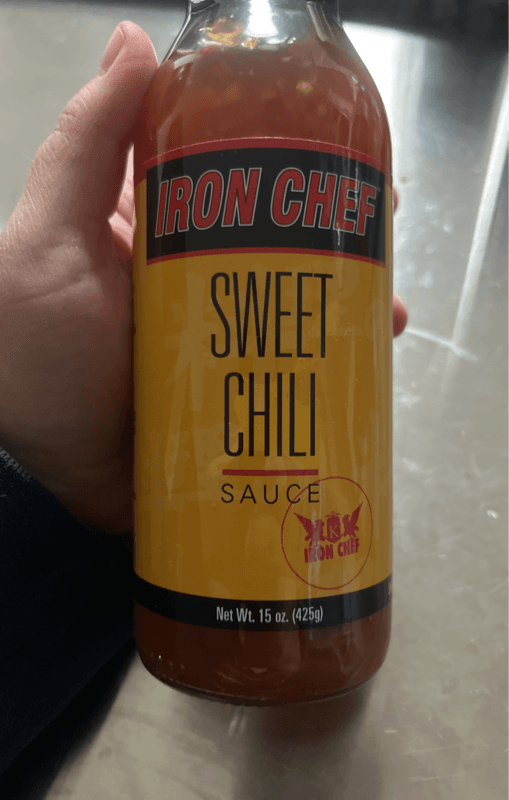 IRON CHEF
SWEET
CHILI
SAUCE
K
IRON CHEF
Net Wt. 15 oz. (425g)